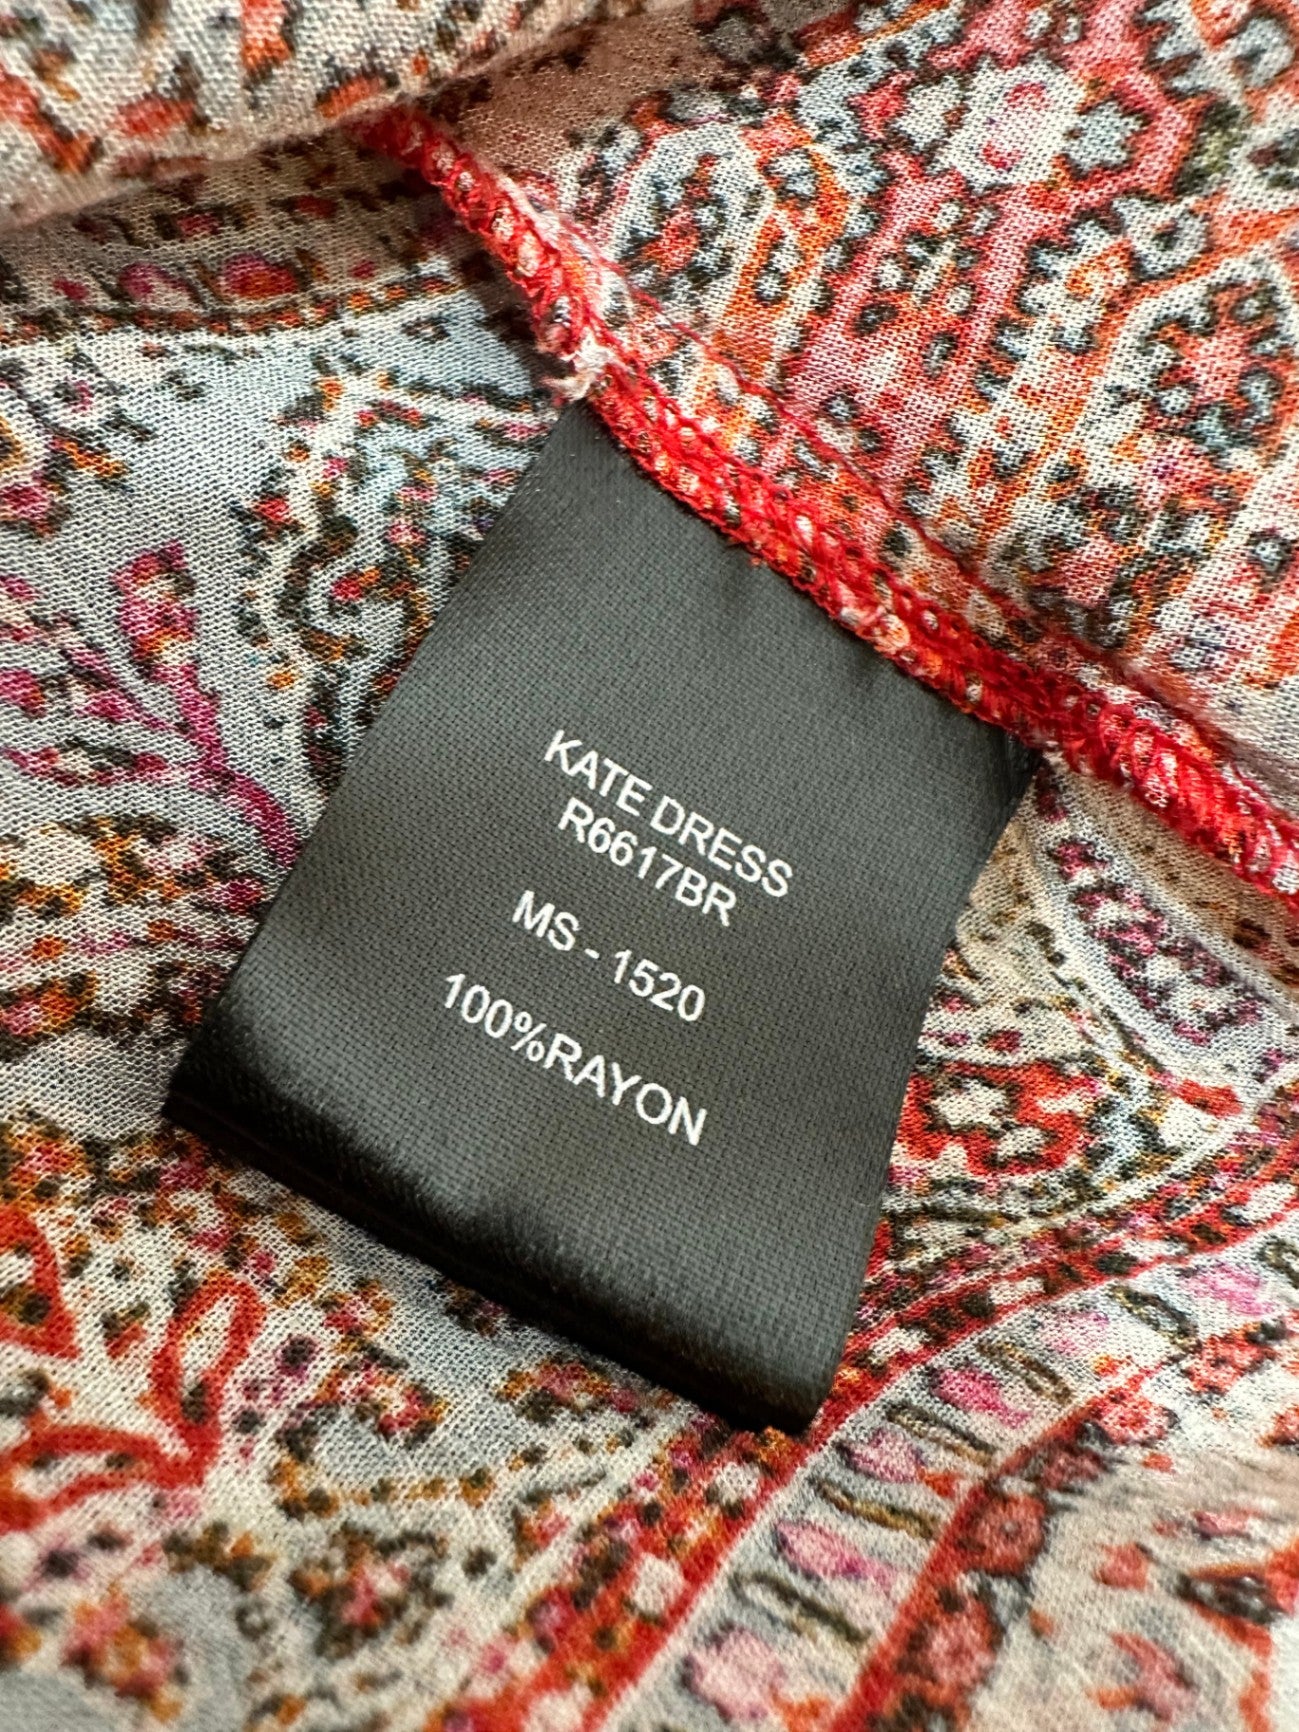 KATE DRESS
R6617BR
MS - 1520
100%RAYON